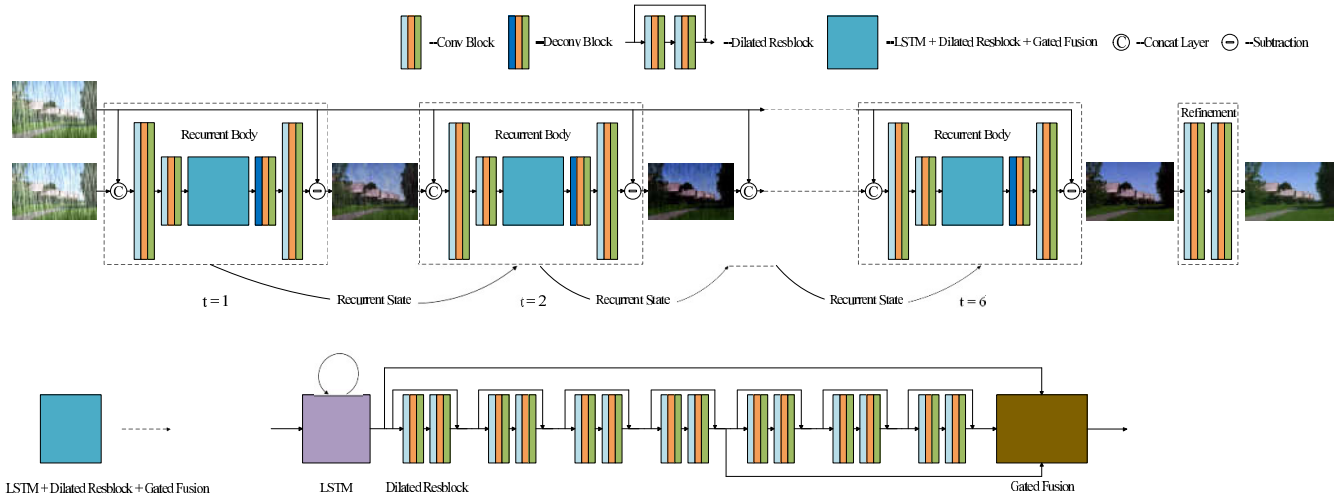 --Conv Block
--Deconv Block
--Dilated Resblock
--LSTM + Dilated Resblock + Gated Fusion
C --Concat Layer
--Subtraction
Refinement
Recurrent Body
Recurrent Body
Recurrent Body
C
C
C
C
t = 1
Recurrent State
t = 2
Recurrent State
Recurrent State
t = 6
LSTM + Dilated Resblock + Gated Fusion
LSTM
Dilated Resblock
Gated Fusion